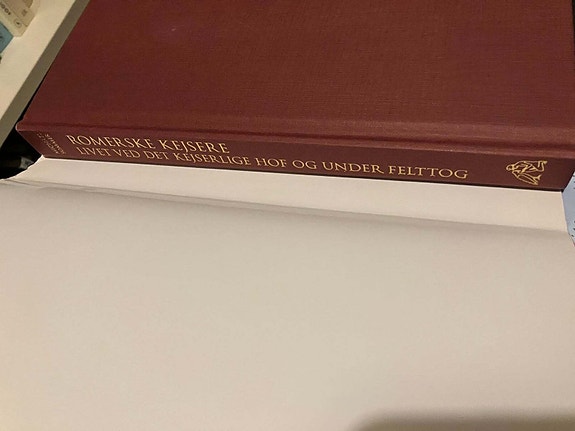 ROMERSKE KEJSERE
LIVET VED DET KEJSERLIGE HOF OG UNDER FELTTOG